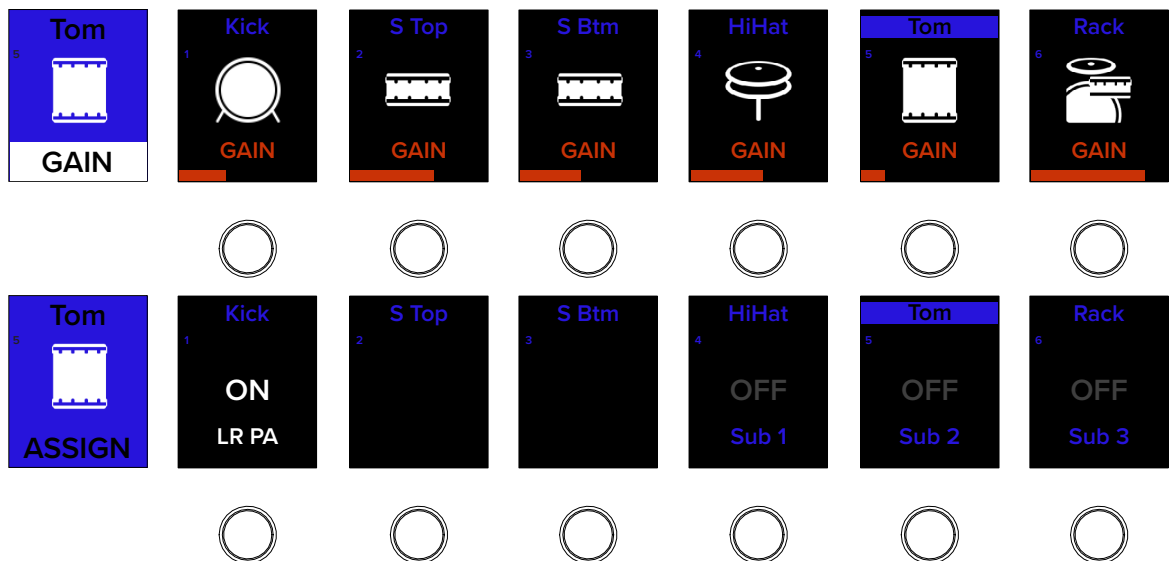 Tom Kick S Top S Btm HiHat Tom Rack
5 1 2 3 4 5 6
GAIN GAIN GAIN GAIN GAIN GAIN GAIN
Tom Kick S Top S Btm HiHat Tom Rack
5 1 2 3 4 5 6
ON OFF OFF OFF
ASSIGN LR PA Sub 1 Sub 2 Sub 3